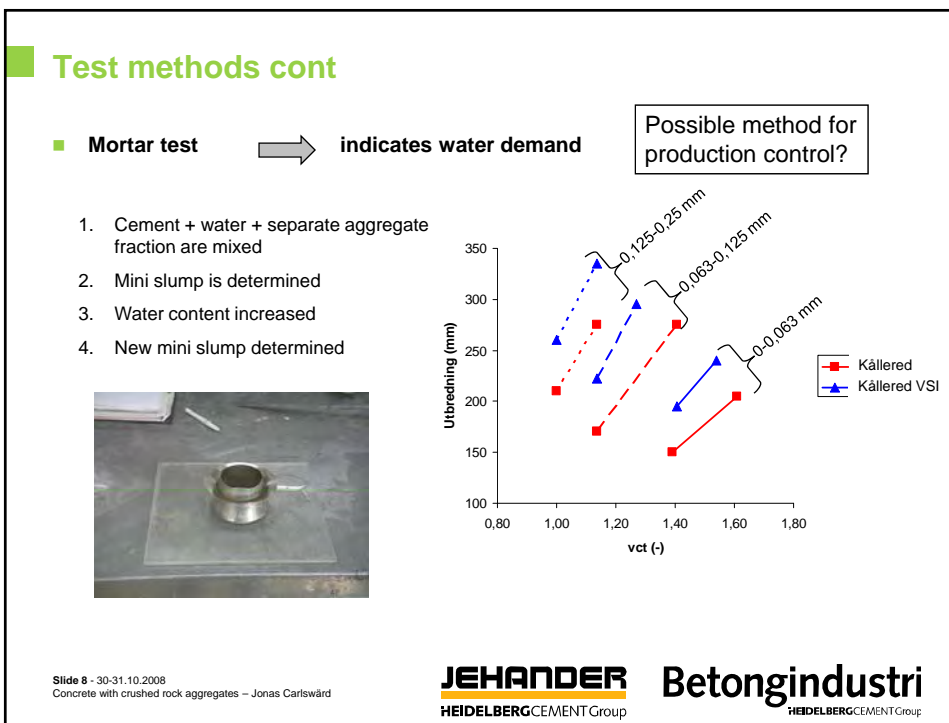 Test methods cont
Mortar test
indicates water demand
Possible method for
production control?
1. Cement + water + separate aggregate
fraction are mixed
2. Mini slump is determined
3. Water content increased
4. New mini slump determined
0,125-0,25 mm
0,063-0,125 mm
0-0,063 mm
Utbredning (mm)
350
300
250
200
150
100
0,80 1,00 1,20 1,40 1,60 1,80
vct (-)
Kållered
Kållered VSI
Slide 8 - 30-31.10.2008
Concrete with crushed rock aggregates – Jonas Carlswärd
JEHANDER
HEIDELBERGCEMENTGroup
Betongindustri
HEIDELBERGCEMENTGroup